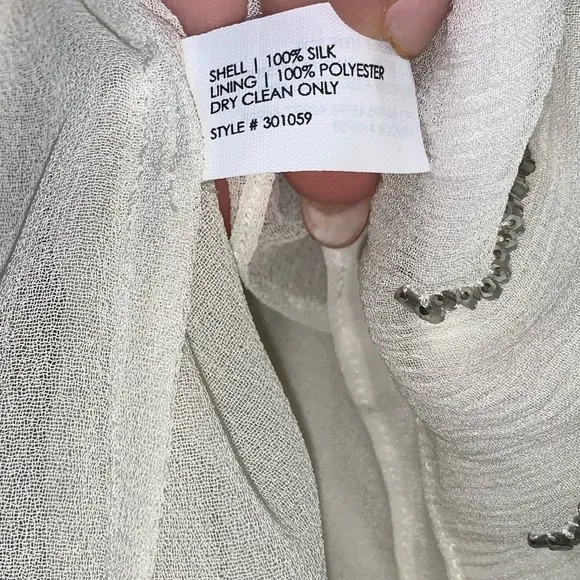 SHELL | 100% SILK
LINING | 100% POLYESTER
DRY CLEAN ONLY
STYLE # 301059